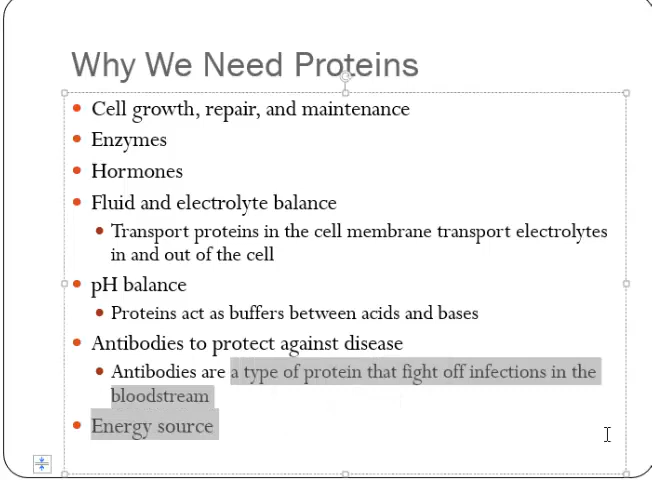 Why We Need Proteins
Cell growth, repair, and maintenance
Enzymes
Hormones
Fluid and electrolyte balance
Transport proteins in the cell membrane transport electrolytes
in and out of the cell
pH balance
Proteins act as buffers between acids and bases
Antibodies to protect against disease
Antibodies are a type of protein that fight off infections in the
bloodstream
Energy source